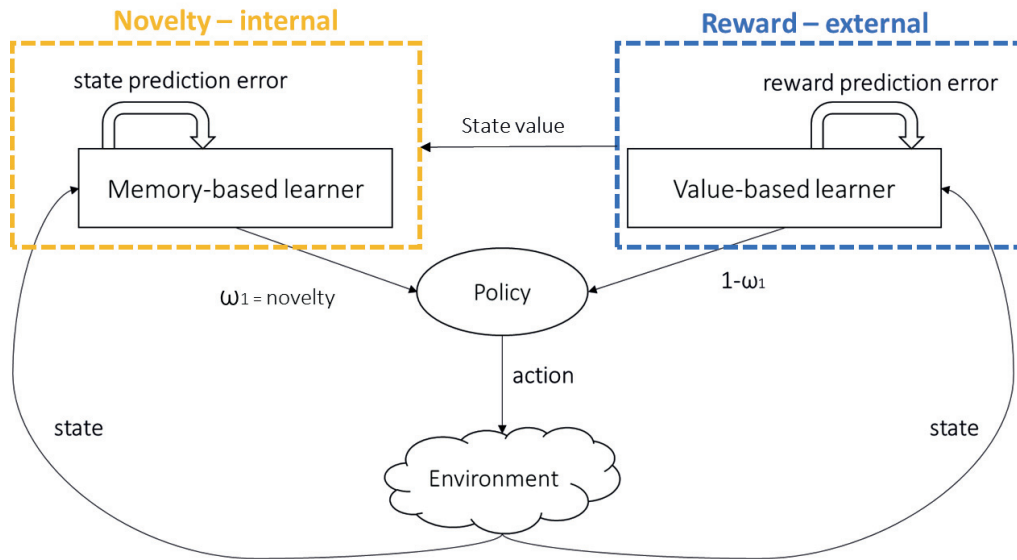 Novelty – internal
Reward – external
state prediction error
reward prediction error
State value
Memory-based learner
Value-based learner
ω1 = novelty
Policy
1-ω1
action
state
state
Environment